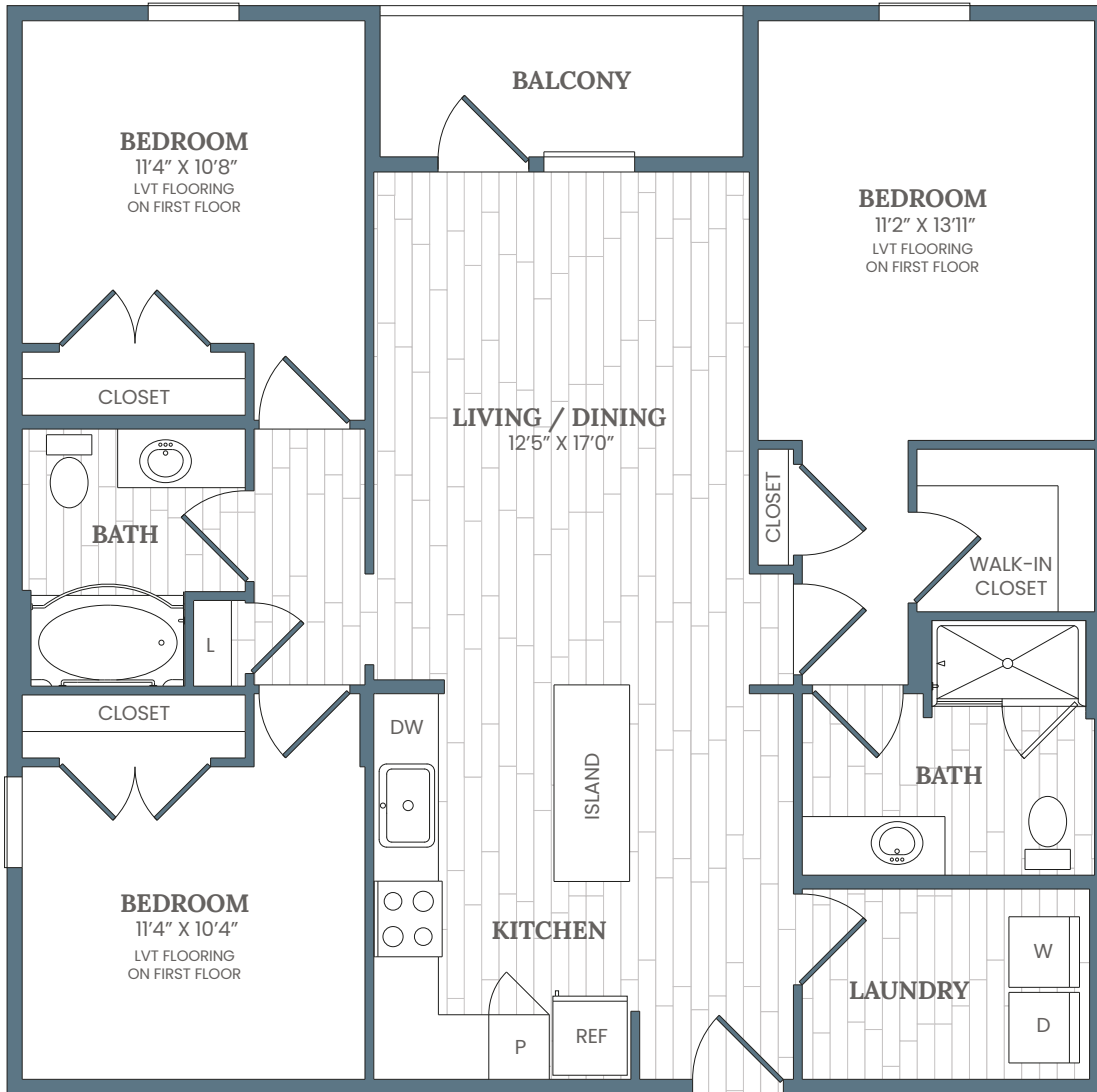 BALCONY
BEDROOM
11'4" X 10'8"
LVT FLOORING
ON FIRST FLOOR
BEDROOM
11'2" X 13'11"
LVT FLOORING
ON FIRST FLOOR
CLOSET
LIVING / DINING
12'5" X 17'0"
CLOSET
BATH
WALK-IN
CLOSET
L
CLOSET
DW
ISLAND
BATH
BEDROOM
11'4" X 10'4"
LVT FLOORING
ON FIRST FLOOR
KITCHEN
W
LAUNDRY
D
P
REF